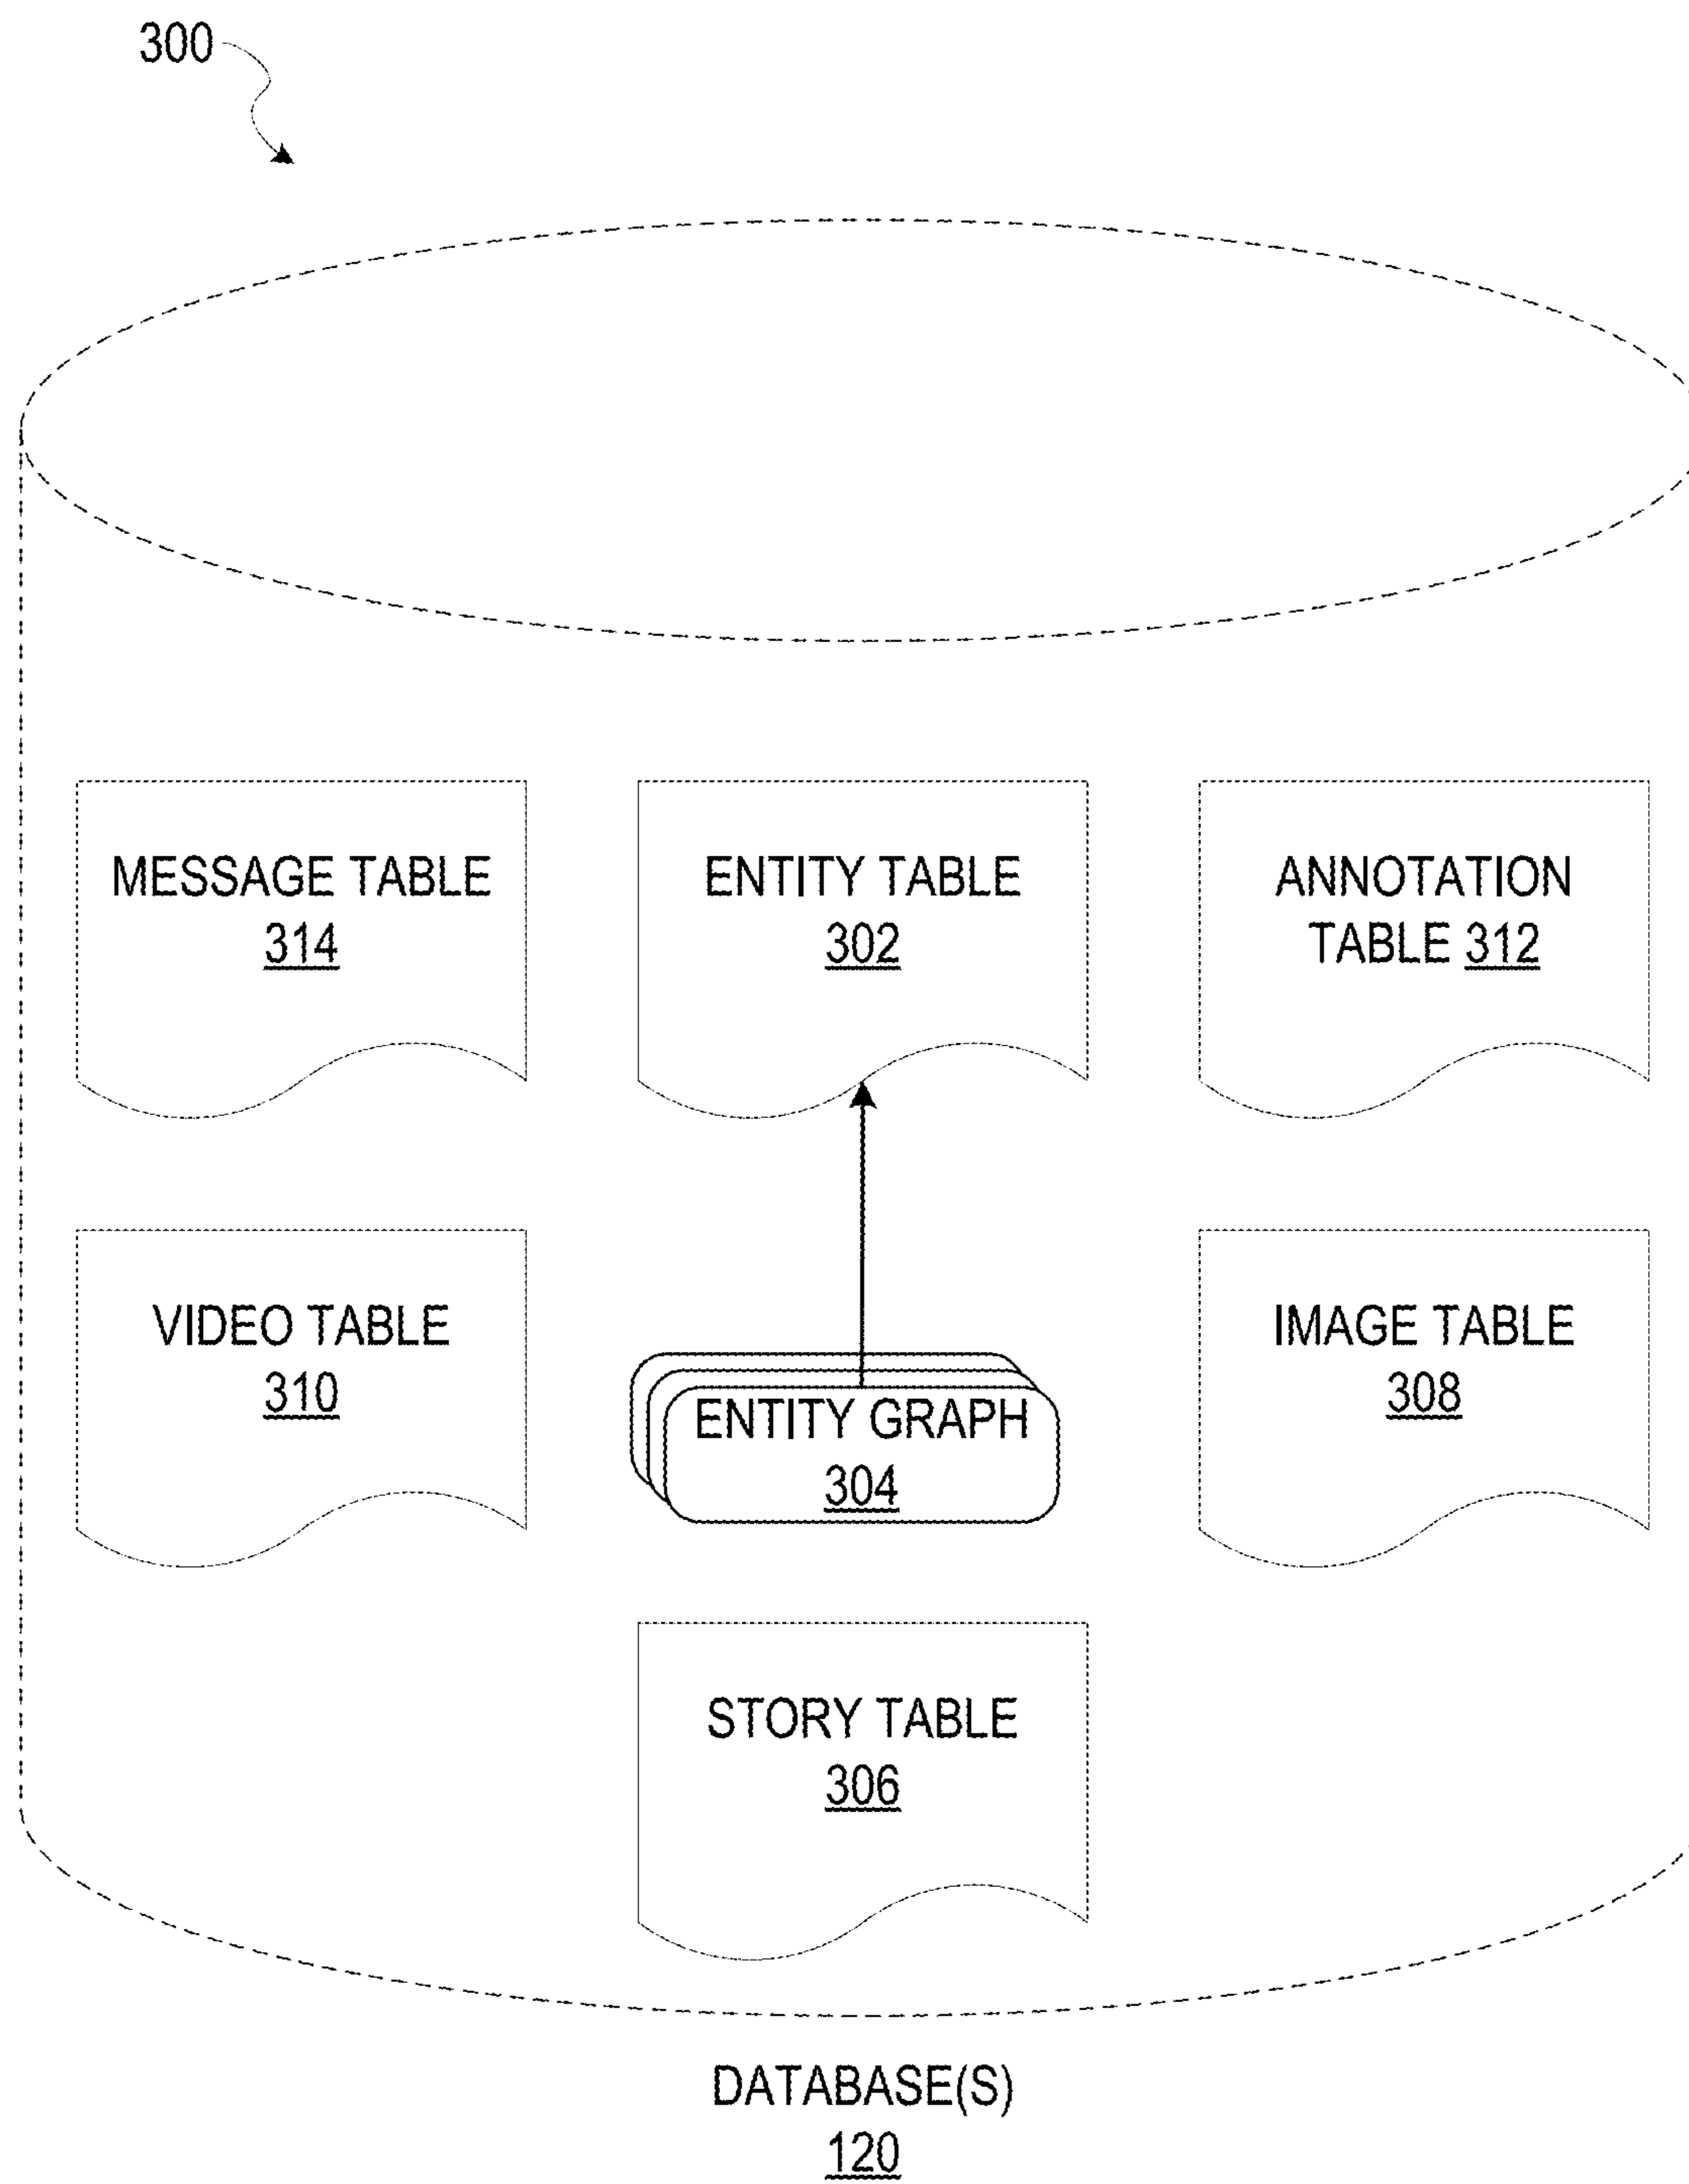 300
MESSAGE TABLE
314
ENTITY TABLE
302
ANNOTATION
TABLE 312
VIDEO TABLE
310
ENTITY GRAPH
304
IMAGE TABLE
308
STORY TABLE
306
DATABASE(S)
120